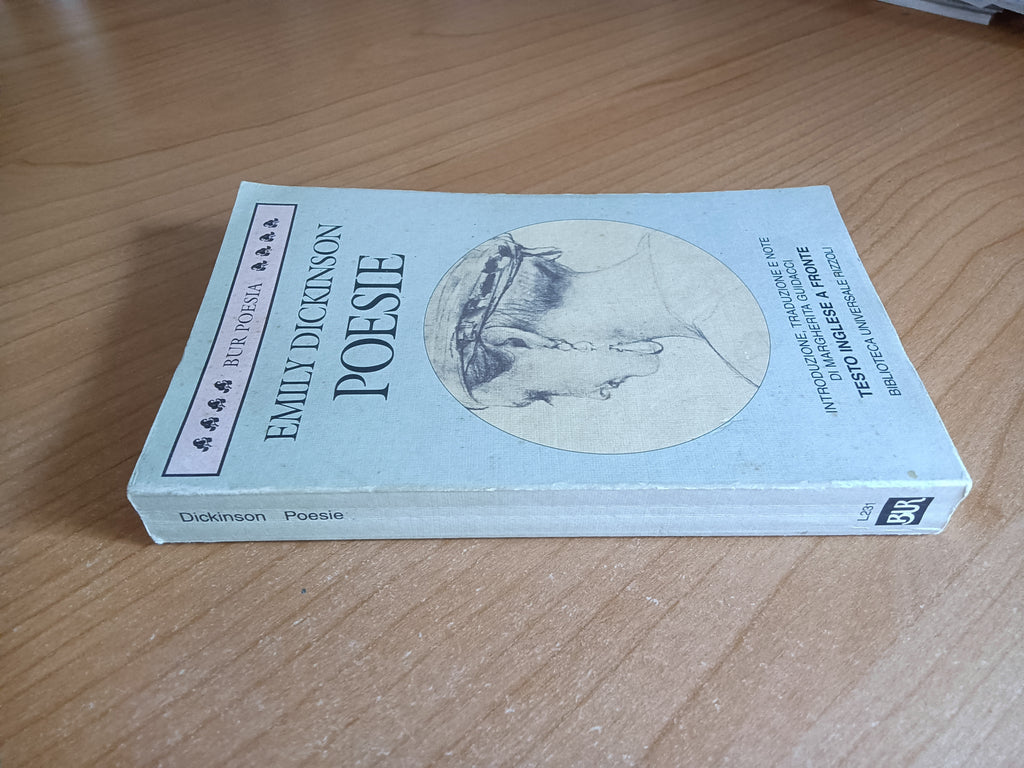 BUR POESIA
EMILY DICKINSON
POESIE
INTRODUZIONE, TRADUZIONE E NOTE
DI MARGHERITA GUIDACCI
TESTO INGLESE A FRONTE
BIBLIOTECA UNIVERSALE RIZZOLI
Dickinson Poesie
L231
BUR